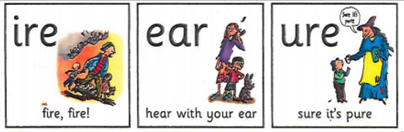 ire
fire, fire!
ear
hear with your ear
ure
Sure it's
pure
sure it's pure